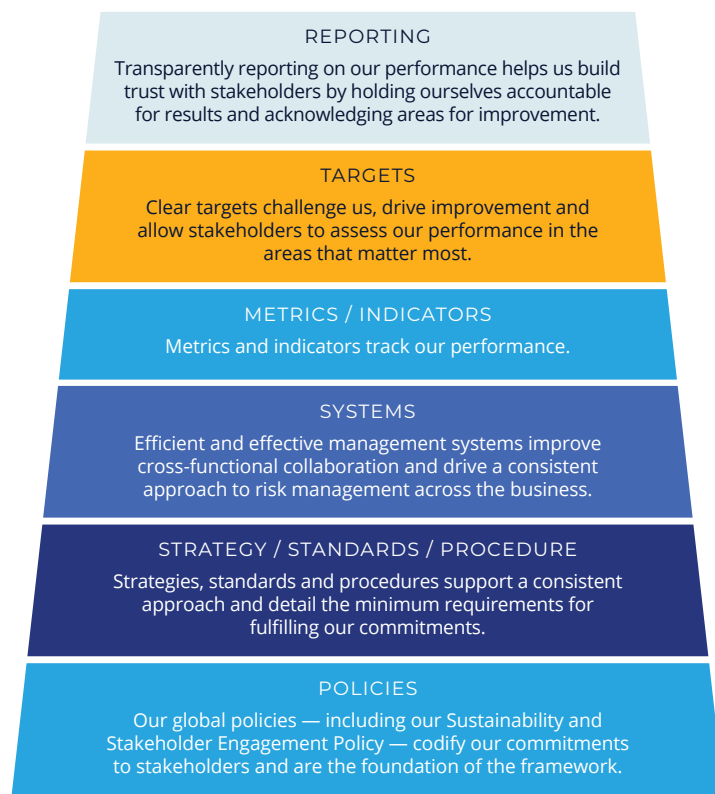 REPORTING
Transparently reporting on our performance helps us build
trust with stakeholders by holding ourselves accountable
for results and acknowledging areas for improvement.
TARGETS
Clear targets challenge us, drive improvement and
allow stakeholders to assess our performance in the
areas that matter most.
METRICS / INDICATORS
Metrics and indicators track our performance.
SYSTEMS
Efficient and effective management systems improve
cross-functional collaboration and drive a consistent
approach to risk management across the business.
STRATEGY / STANDARDS / PROCEDURE
Strategies, standards and procedures support a consistent
approach and detail the minimum requirements for
fulfilling our commitments.
POLICIES
Our global policies — including our Sustainability and
Stakeholder Engagement Policy — codify our commitments
to stakeholders and are the foundation of the framework.